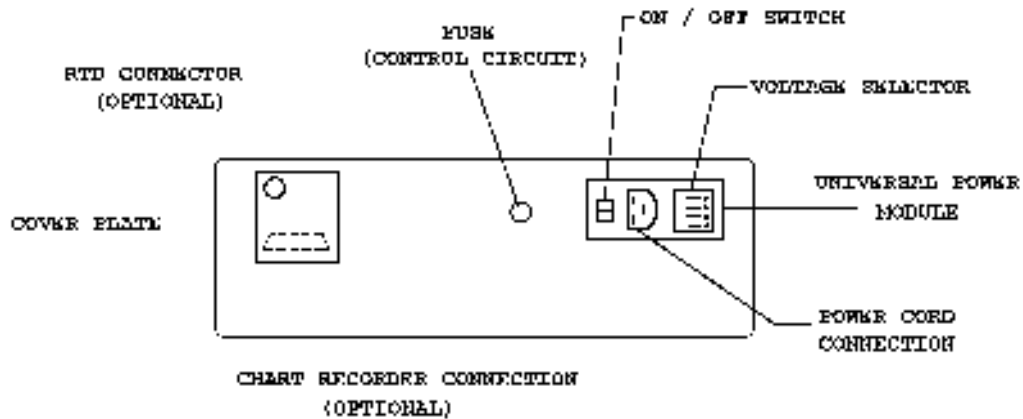 ON / OFF SWITCH
FUSE
(CONTROL CIRCUIT)
RTD CONNECTOR
(OPTIONAL)
VOLTAGE SELECTOR
UNIVERSAL POWER
MODULE
COVER PLATE
POWER CORD
CONNECTION
CHART RECORDER CONNECTION
(OPTIONAL)